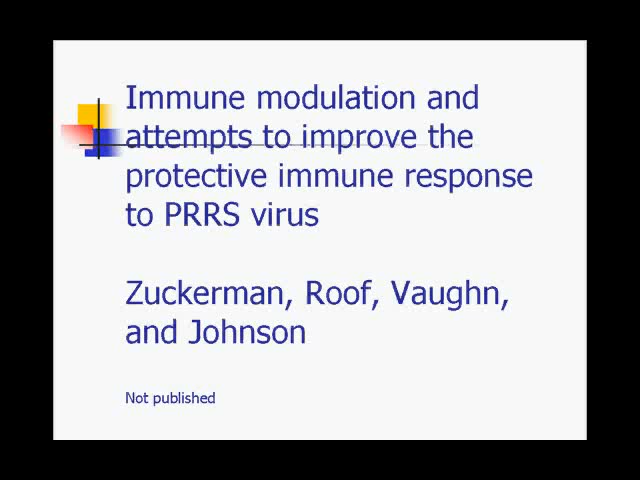 Immune modulation and
attempts to improve the
protective immune response
to PRRS virus
Zuckerman, Roof, Vaughn,
and Johnson
Not published